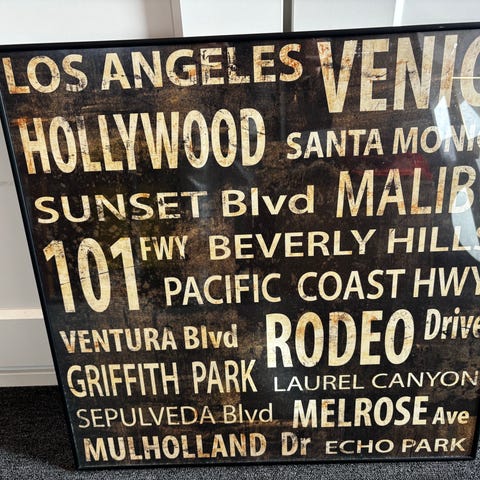 LOS ANGELES VENIC
HOLLYWOOD SANTA MONIC
SUNSET Blvd MALIB
101 FWY BEVERLY HILLS
PACIFIC COAST HWY
VENTURA Blvd RODEO Drive
GRIFFITH PARK LAUREL CANYON
SEPULVEDA Blvd MELROSE Ave
MULHOLLAND Dr ECHO PARK